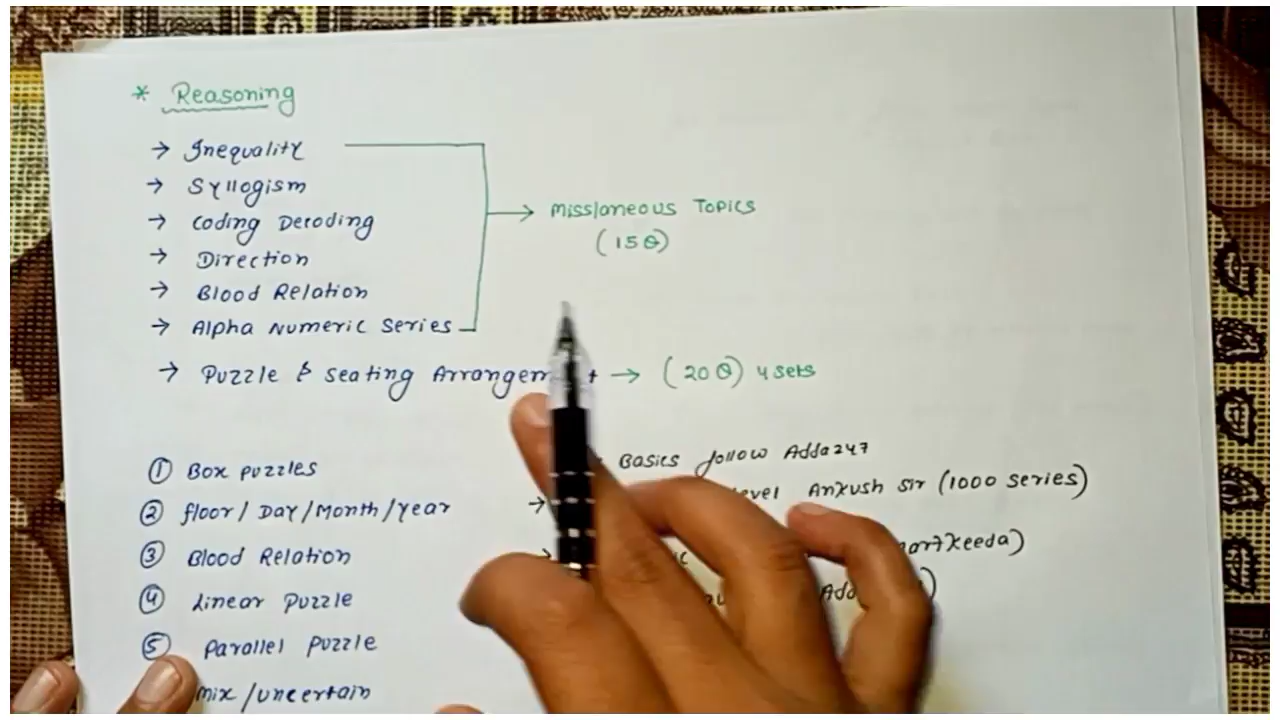 * Reasoning
→ Inequality
→ Syllogism
→ Coding Decoding
→ Direction
→ Blood Relation
→ Alpha Numeric Series
Misslaneous Topics
(15Q)
→ Puzzle & Seating → (20Q) 4 sets
① Box Puzzles
② floor/Day/Month/year
③ Blood Relation
④ Linear Puzzle
⑤ Parallel Puzzle
Mix/uncertain
Basics follow Adda247
→ Ankush Sir (1000 series)